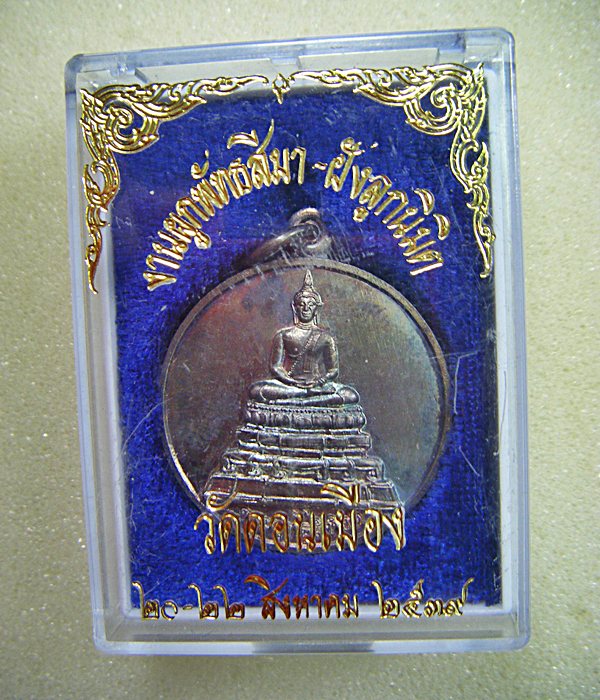 งานผูกพัทธสีมา-ฝังลูกนิมิต
วัดดอนเมือง
๒๐-๒๒ สิงหาคม ๒๕๓๙